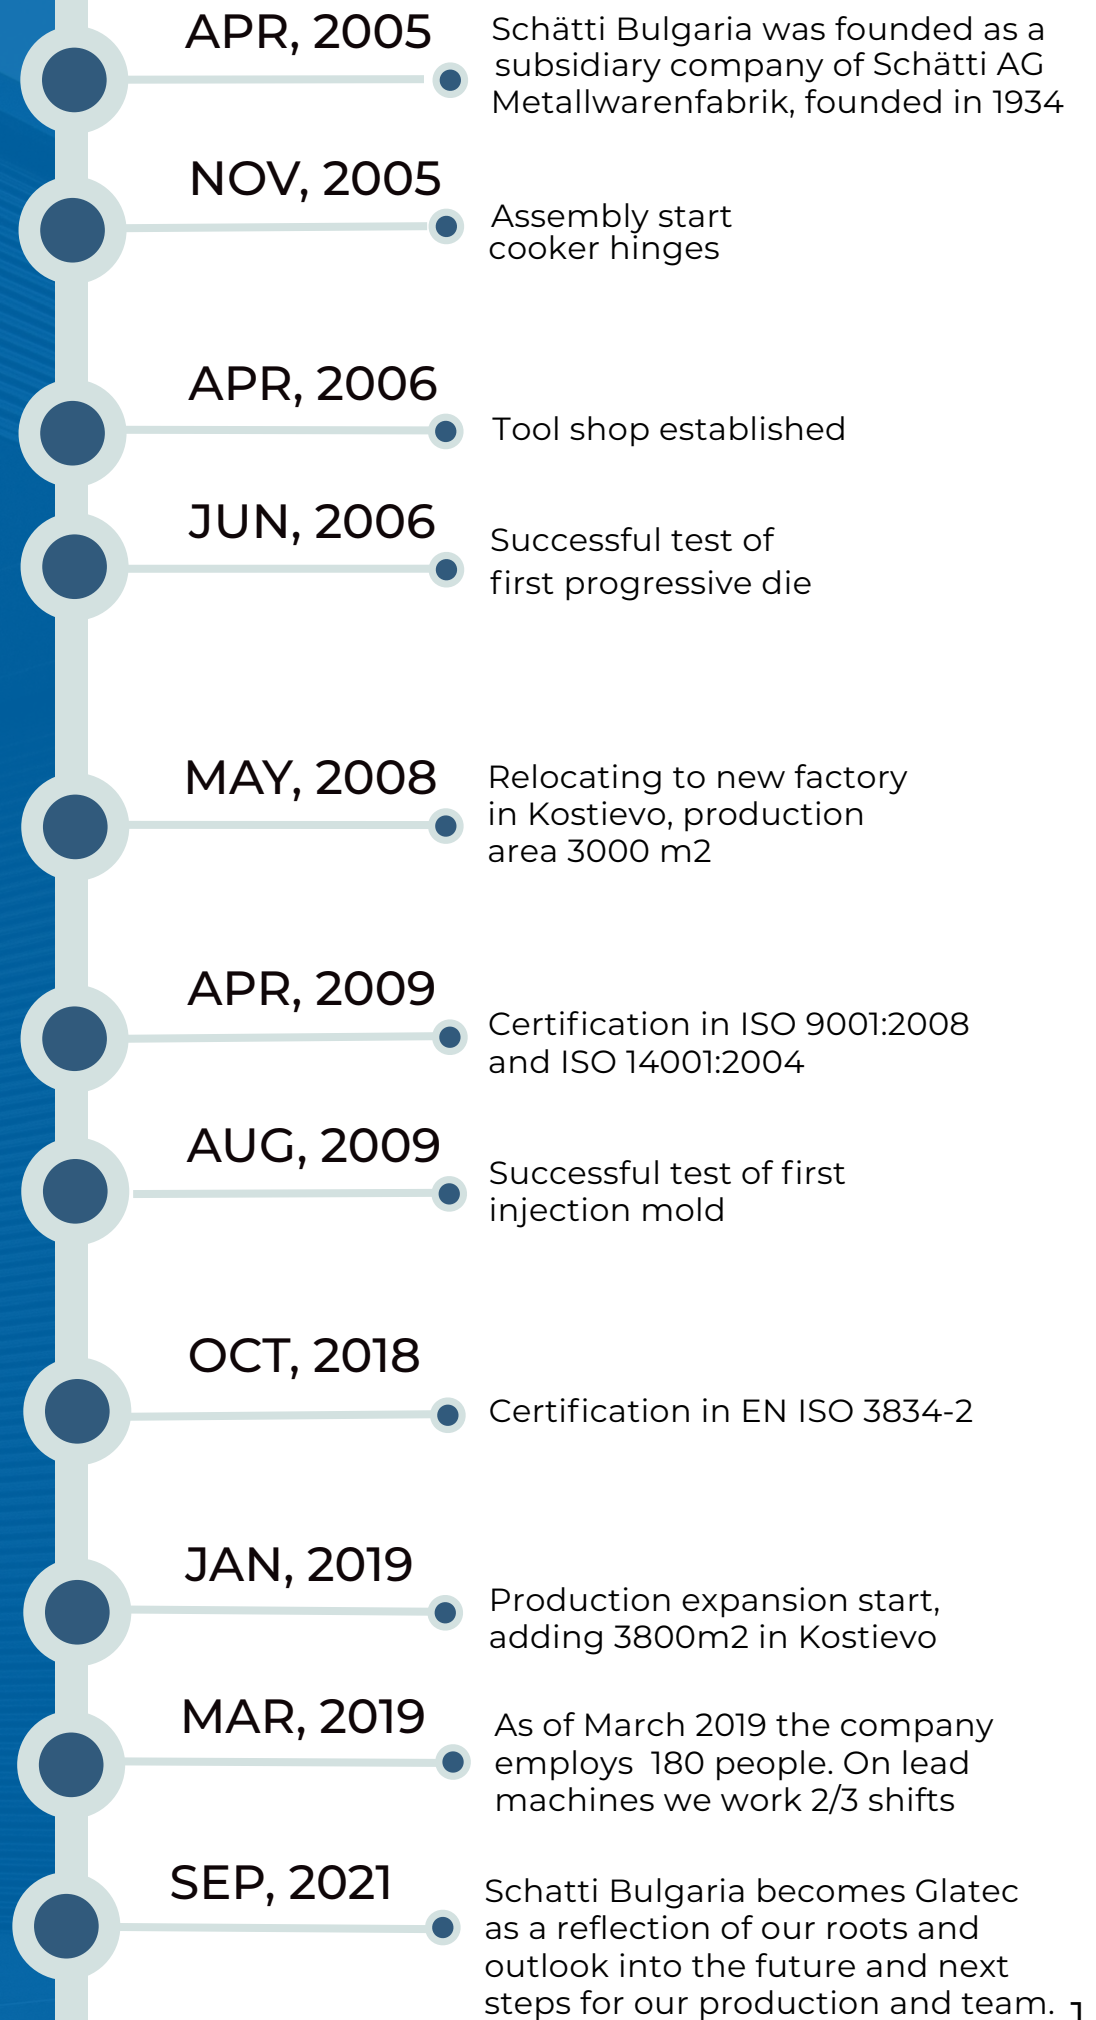 APR, 2005
Schätti Bulgaria was founded as a
subsidiary company of Schätti AG
Metallwarenfabrik, founded in 1934
NOV, 2005
Assembly start
cooker hinges
APR, 2006
Tool shop established
JUN, 2006
Successful test of
first progressive die
MAY, 2008
Relocating to new factory
in Kostievo, production
area 3000 m2
APR, 2009
Certification in ISO 9001:2008
and ISO 14001:2004
AUG, 2009
Successful test of first
injection mold
OCT, 2018
Certification in EN ISO 3834-2
JAN, 2019
Production expansion start,
adding 3800m2 in Kostievo
MAR, 2019
As of March 2019 the company
employs  180 people. On lead
machines we work 2/3 shifts
SEP, 2021
Schatti Bulgaria becomes Glatec
as a reflection of our roots and
outlook into the future and next
steps for our production and team.
1